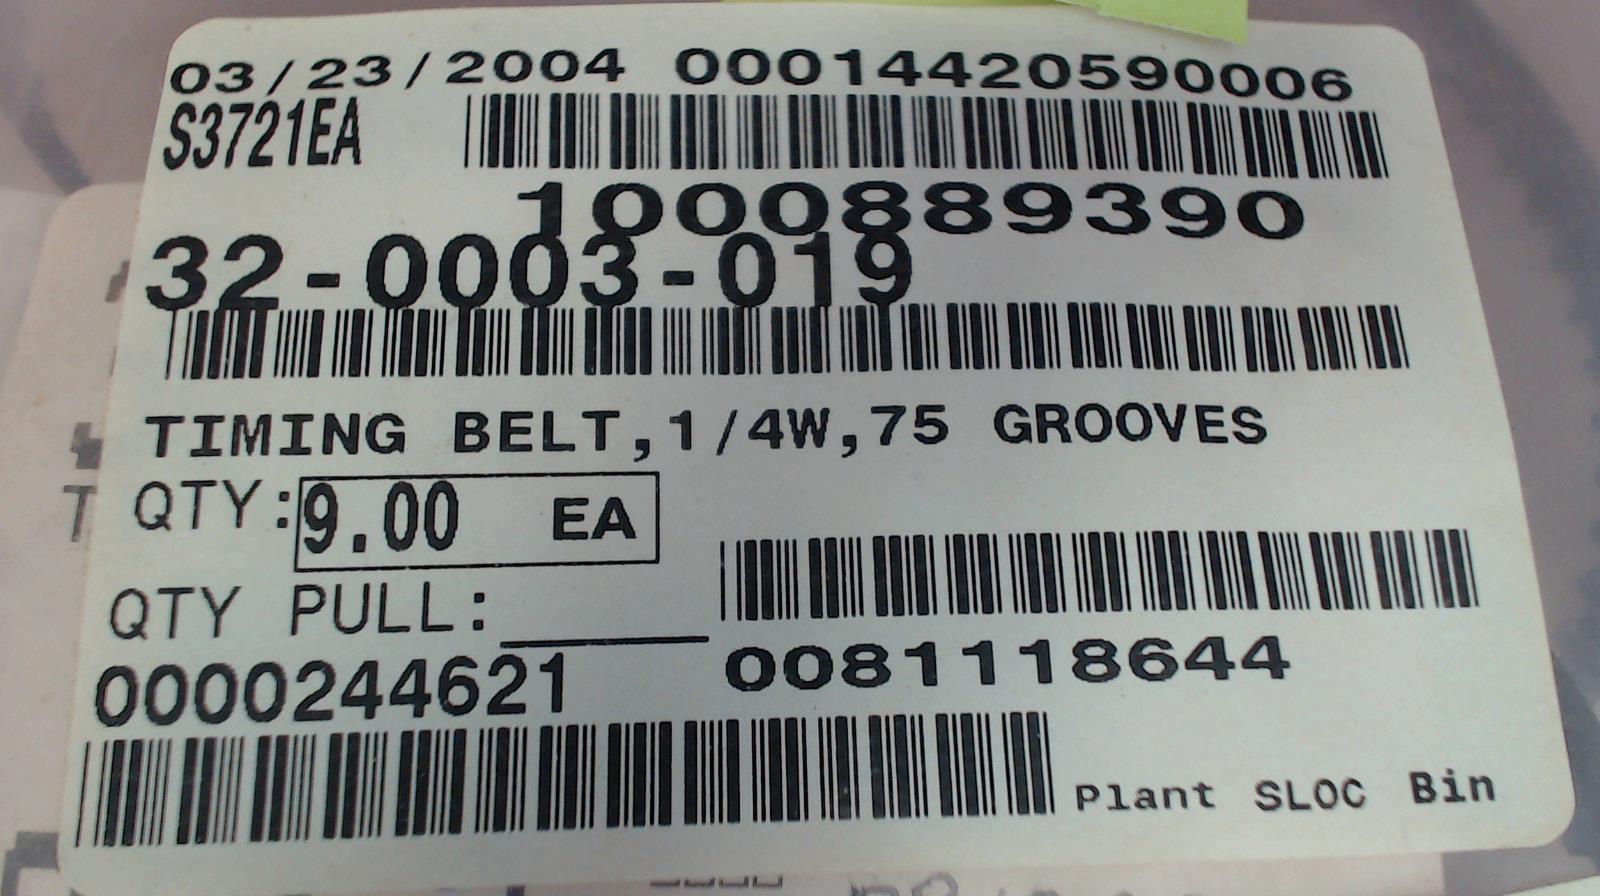 03/23/2004 00014420590006
S3721EA
1000889390
32-0003-019
TIMING BELT,1/4W,75 GROOVES
QTY: 9.00 EA
QTY PULL:
0000244621 0081118644
Plant SLOC Bin